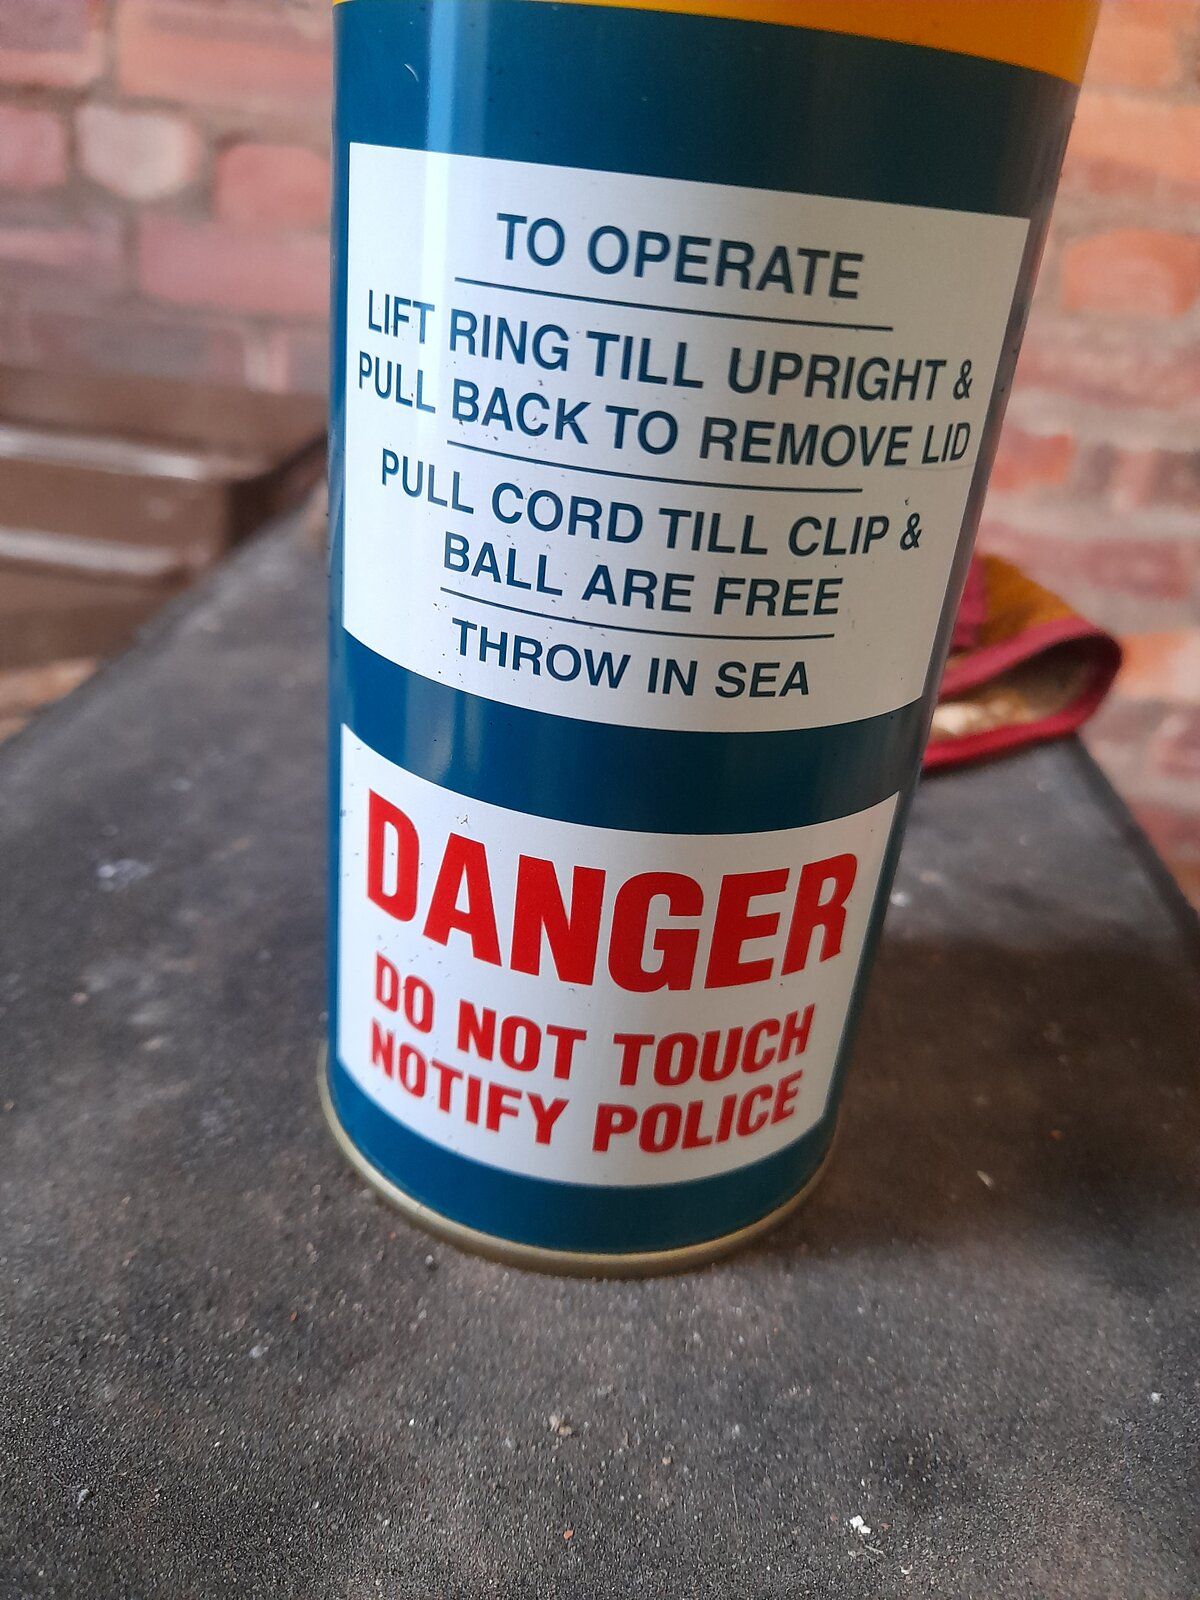 TO OPERATE
LIFT RING TILL UPRIGHT &
PULL BACK TO REMOVE LID
PULL CORD TILL CLIP &
BALL ARE FREE
THROW IN SEA
DANGER
DO NOT TOUCH
NOTIFY POLICE